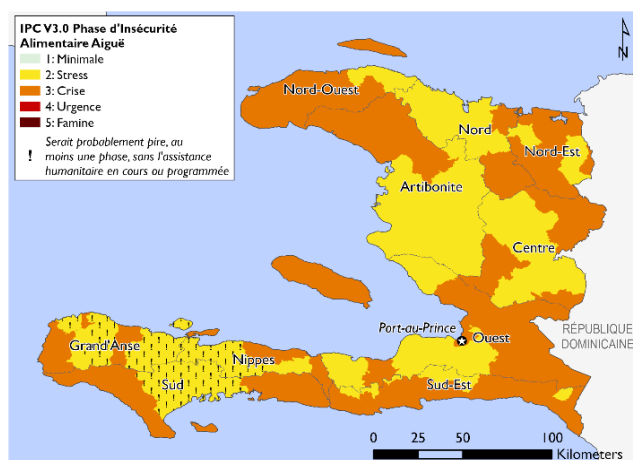 IPC V3.0 Phase d'Insécurité
Alimentaire Aiguë
1: Minimale
2: Stress
3: Crise
4: Urgence
5: Famine
! Serait probablement pire, au
moins une phase, sans l'assistance
humanitaire en cours ou programmée
N
Nord-Ouest
Nord
Nord-Est
Artibonite
Centre
Port-au-Prince
Ouest
RÉPUBLIQUE
DOMINICAINE
Grand'Anse
Nippes
Sud
Sud-Est
0 25 50 100
Kilometers